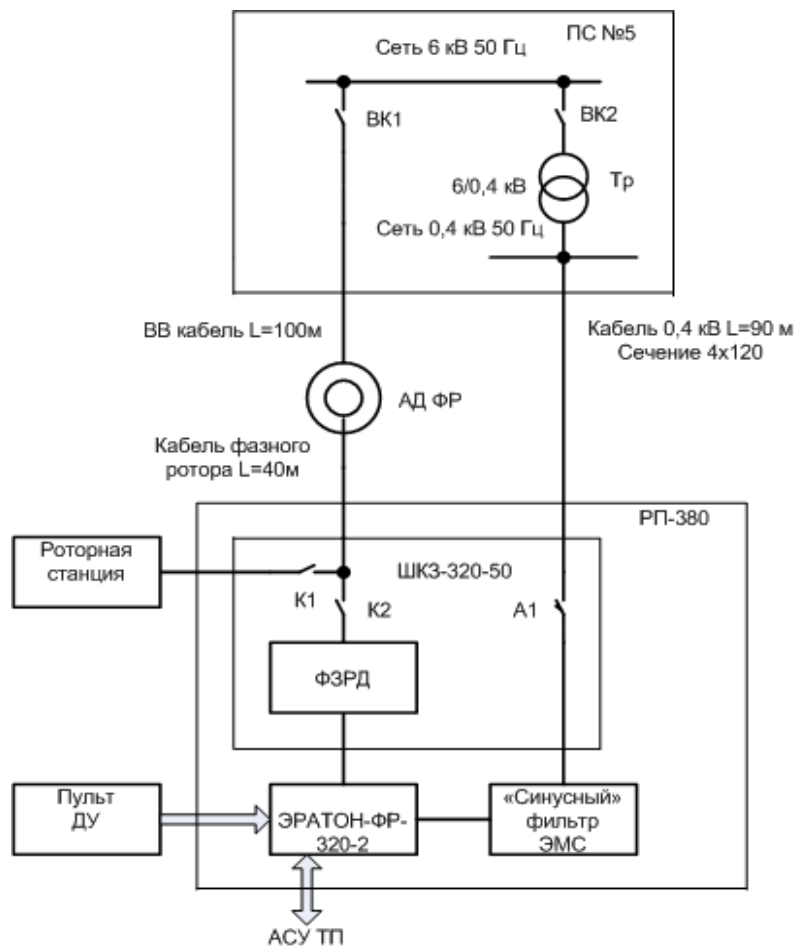 ПС №5
Сеть 6 кВ 50 Гц
ВК1
ВК2
6/0,4 кВ
Тр
Сеть 0,4 кВ 50 Гц
ВВ кабель L=100м
Кабель 0,4 кВ L=90 м
Сечение 4х120
АД ФР
Кабель фазного
ротора L=40м
РП-380
Роторная
станция
ШКЗ-320-50
К1
К2
А1
ФЗРД
Пульт
ДУ
ЭРАТОН-ФР-
320-2
«Синусный»
фильтр
ЭМС
АСУ ТП